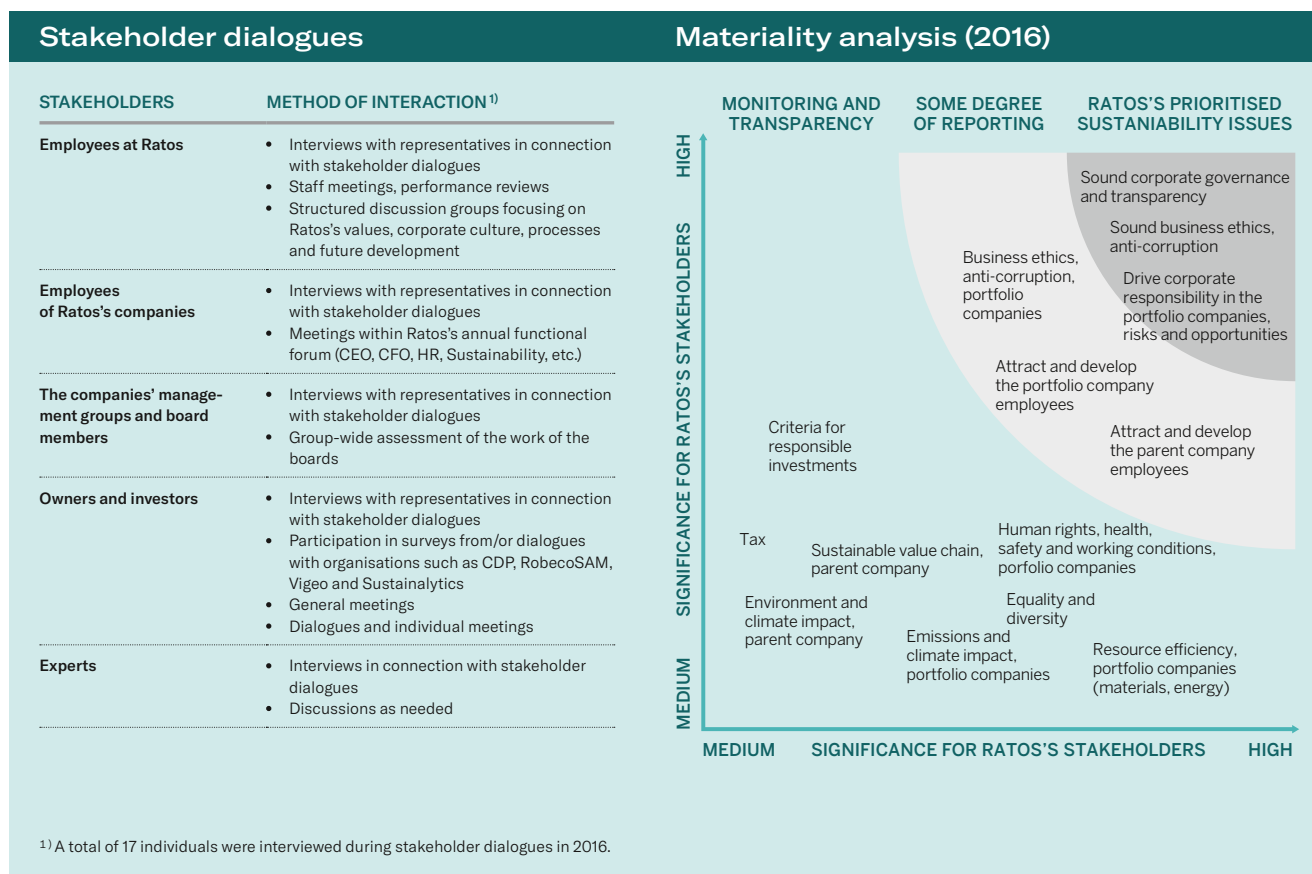 Stakeholder dialogues
STAKEHOLDERS
METHOD OF INTERACTION 1)
Employees at Ratos
• Interviews with representatives in connection
with stakeholder dialogues
• Staff meetings, performance reviews
• Structured discussion groups focusing on
Ratos's values, corporate culture, processes
and future development
Employees
of Ratos's companies
• Interviews with representatives in connection
with stakeholder dialogues
• Meetings within Ratos's annual functional
forum (CEO, CFO, HR, Sustainability, etc.)
The companies' manage-
ment groups and board
members
• Interviews with representatives in connection
with stakeholder dialogues
• Group-wide assessment of the work of the
boards
Owners and investors
• Interviews with representatives in connection
with stakeholder dialogues
• Participation in surveys from/or dialogues
with organisations such as CDP, RobecoSAM,
Vigeo and Sustainalytics
• General meetings
• Dialogues and individual meetings
Experts
• Interviews in connection with stakeholder
dialogues
• Discussions as needed
1) A total of 17 individuals were interviewed during stakeholder dialogues in 2016.
Materiality analysis (2016)
MONITORING AND
TRANSPARENCY
SOME DEGREE
OF REPORTING
RATOS'S PRIORITISED
SUSTANIABILITY ISSUES
HIGH
SIGNIFICANCE FOR RATOS'S STAKEHOLDERS
MEDIUM
Sound corporate governance
and transparency
Sound business ethics,
anti-corruption
Drive corporate
responsibility in the
portfolio companies,
risks and opportunities
Business ethics,
anti-corruption,
portfolio
companies
Attract and develop
the portfolio company
employees
Attract and develop
the parent company
employees
Criteria for
responsible
investments
Tax
Sustainable value chain,
parent company
Human rights, health,
safety and working conditions,
porfolio companies
Environment and
climate impact,
parent company
Equality and
diversity
Emissions and
climate impact,
portfolio companies
Resource efficiency,
portfolio companies
(materials, energy)
MEDIUM
SIGNIFICANCE FOR RATOS'S STAKEHOLDERS
HIGH